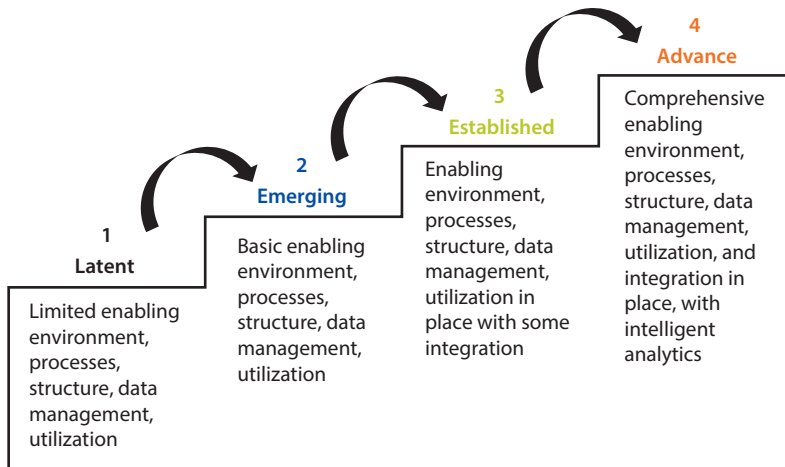 1
Latent
Limited enabling
environment,
processes,
structure, data
management,
utilization
2
Emerging
Basic enabling
environment,
processes,
structure, data
management,
utilization
3
Established
Enabling
environment,
processes,
structure, data
management,
utilization in
place with some
integration
4
Advance
Comprehensive
enabling
environment,
processes,
structure, data
management,
utilization, and
integration in
place, with
intelligent
analytics